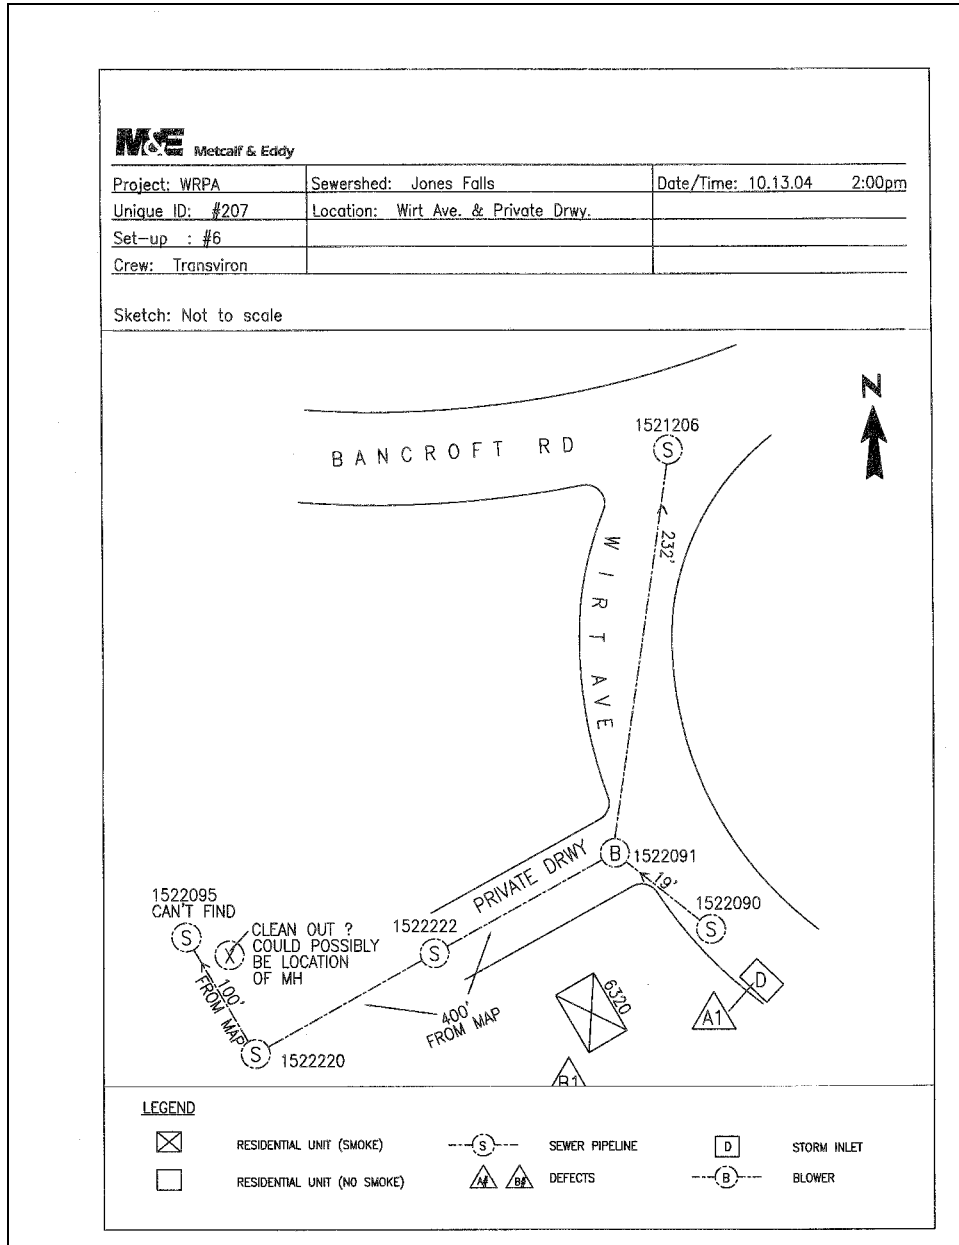 M&E Metcalf & Eddy
Project: WRPA
Sewershed: Jones Falls
Date/Time: 10.13.04 2:00pm
Unique ID: #207
Location: Wirt Ave. & Private Drwy.
Set-up : #6
Crew: Transviron
Sketch: Not to scale
N
BANCROFT RD
1521206
S
232'
WIRT AVE
PRIVATE DRWY
B
1522091
19'
1522090
S
1522095
CAN'T FIND
S
X
CLEAN OUT ?
COULD POSSIBLY
BE LOCATION
OF MH
1522222
S
100'
FROM MAP
400'
FROM MAP
S
1522220
6320
D
A1
B1
LEGEND
RESIDENTIAL UNIT (SMOKE)
S
SEWER PIPELINE
D
STORM INLET
RESIDENTIAL UNIT (NO SMOKE)
A#
B#
DEFECTS
B
BLOWER